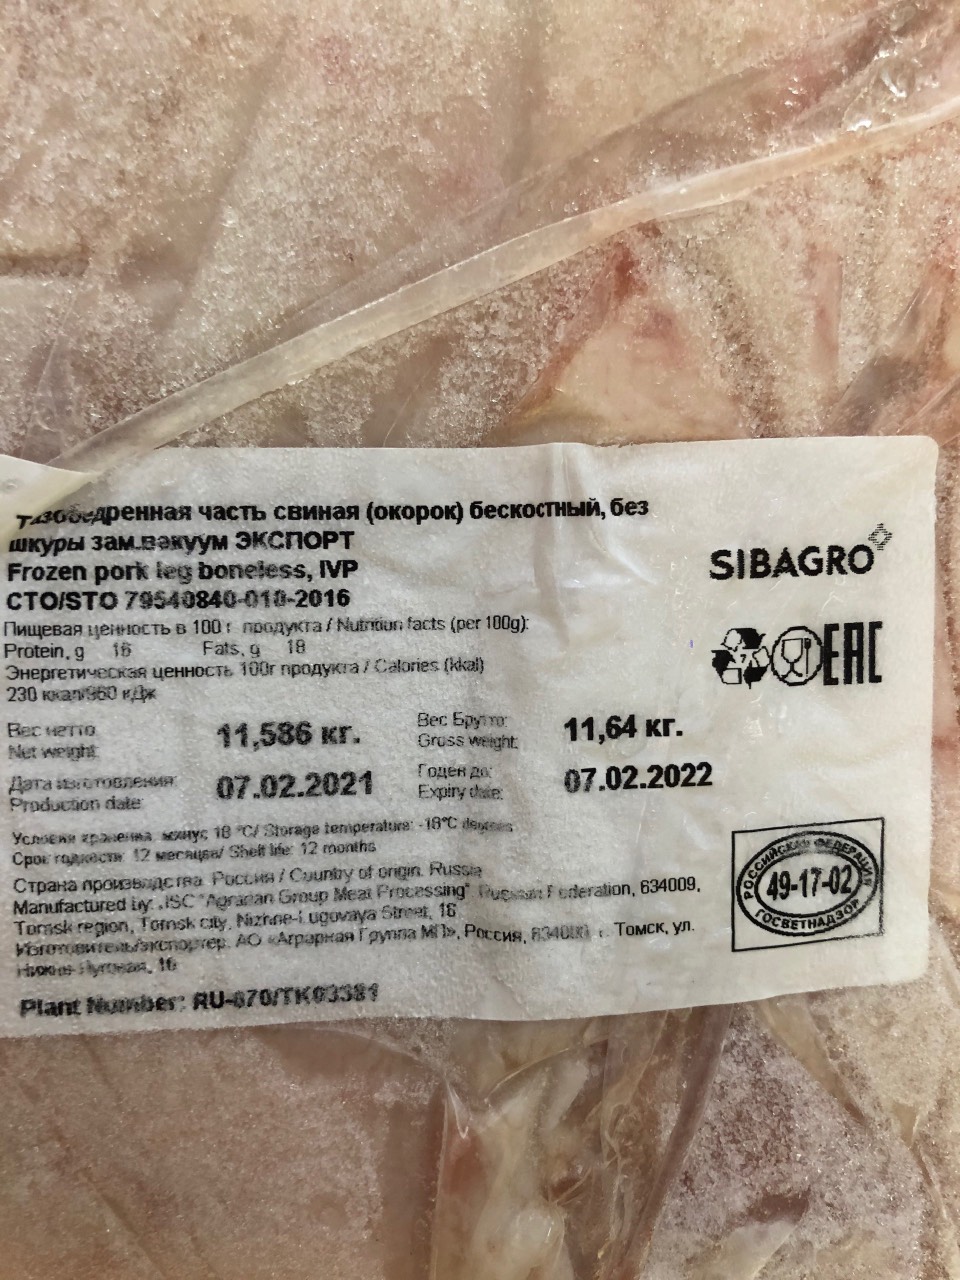 Тазобедренная часть свиная (окорок) бескостный, без
шкуры зам.вакуум ЭКСПОРТ
Frozen pork leg boneless, IVP
СТО/STO 79540840-010-2016
Пищевая ценность в 100 г продукта / Nutrition facts (per 100g):
Protein, g 16 Fats, g 18
Энергетическая ценность 100г продукта / Calories (kkal)
230 ккал/960 кДж
Вес нетто
Net weight:
11,586 кг.
Вес Брутто:
Gross weight:
11,64 кг.
Дата изготовления
Production date:
07.02.2021
Годен до:
Expiry date:
07.02.2022
Условия хранения минус 18 °C/ Storage temperature: -18°C degrees
Срок годности 12 месяцев/ Shelf life: 12 months
Страна производства Россия / Country of origin. Russia
Manufactured by: JSC "Agrarian Group Meat Processing" Russian Federation, 634009,
Tomsk region, Tomsk city, Nizhne-Lugovaya Street, 16
Изготовитель/экспортер: АО «Аграрная Группа МП», Россия, г. Томск, ул.
Нижне-Луговая, 16
Plant Number: RU-070/TK03381
SIBAGRO
7
EAC
РОССИЙСКАЯ ФЕДЕРАЦИЯ
49-17-02
ГОСВЕТНАДЗОР